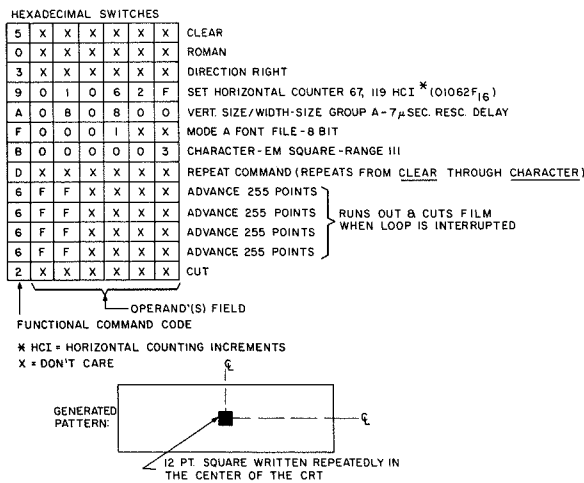 HEXADECIMAL SWITCHES
5 X X X X X X CLEAR
0 X X X X X X ROMAN
3 X X X X X X DIRECTION RIGHT
9 0 1 0 6 2 F SET HORIZONTAL COUNTER 67, 119 HCI * (01062F16)
A 0 8 0 8 0 0 VERT. SIZE/WIDTH-SIZE GROUP A-7μSEC. RESC. DELAY
F 0 0 0 1 X X MODE A FONT FILE-8 BIT
B 0 0 0 0 0 3 CHARACTER-EM SQUARE-RANGE III
D X X X X X X REPEAT COMMAND (REPEATS FROM CLEAR THROUGH CHARACTER)
6 F F X X X X ADVANCE 255 POINTS
6 F F X X X X ADVANCE 255 POINTS
6 F F X X X X ADVANCE 255 POINTS
6 F F X X X X ADVANCE 255 POINTS
RUNS OUT & CUTS FILM
WHEN LOOP IS INTERRUPTED
2 X X X X X X CUT
OPERAND'(S) FIELD
FUNCTIONAL COMMAND CODE
* HCI = HORIZONTAL COUNTING INCREMENTS
X = DON'T CARE
℄
GENERATED
PATTERN:
℄
12 PT. SQUARE WRITTEN REPEATEDLY IN
THE CENTER OF THE CRT